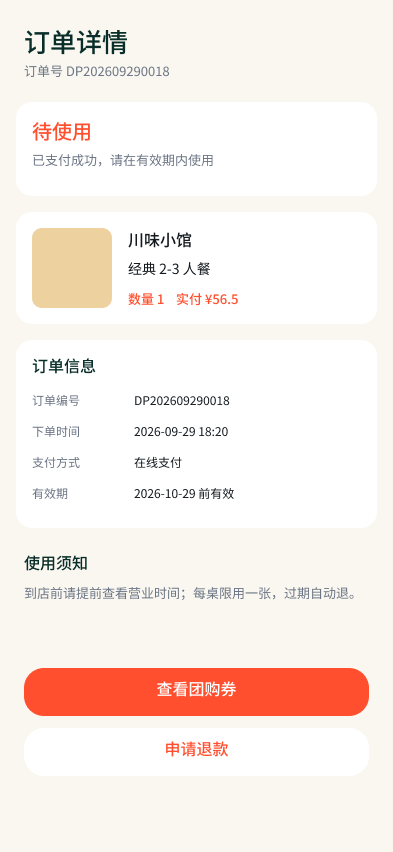 订单详情
订单号 DP202609290018
待使用
已支付成功，请在有效期内使用
川味小馆
经典 2-3 人餐
数量 1 实付 ¥56.5
订单信息
订单编号 DP202609290018
下单时间 2026-09-29 18:20
支付方式 在线支付
有效期 2026-10-29 前有效
使用须知
到店前请提前查看营业时间；每桌限用一张，过期自动退。
查看团购券
申请退款